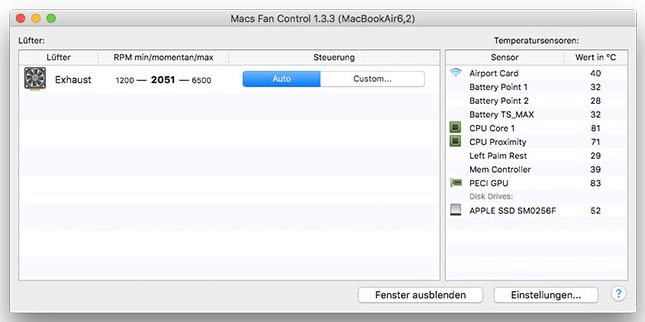 Macs Fan Control 1.3.3 (MacBookAir6,2)
Lüfter:
Lüfter RPM min/momentan/max Steuerung
Exhaust 1200 — 2051 — 6500 Auto Custom...
Temperatursensoren:
Sensor Wert in °C
Airport Card 40
Battery Point 1 32
Battery Point 2 28
Battery TS_MAX 32
CPU Core 1 81
CPU Proximity 71
Left Palm Rest 29
Mem Controller 39
PECI GPU 83
Disk Drives:
APPLE SSD SM0256F 52
Fenster ausblenden Einstellungen... ?